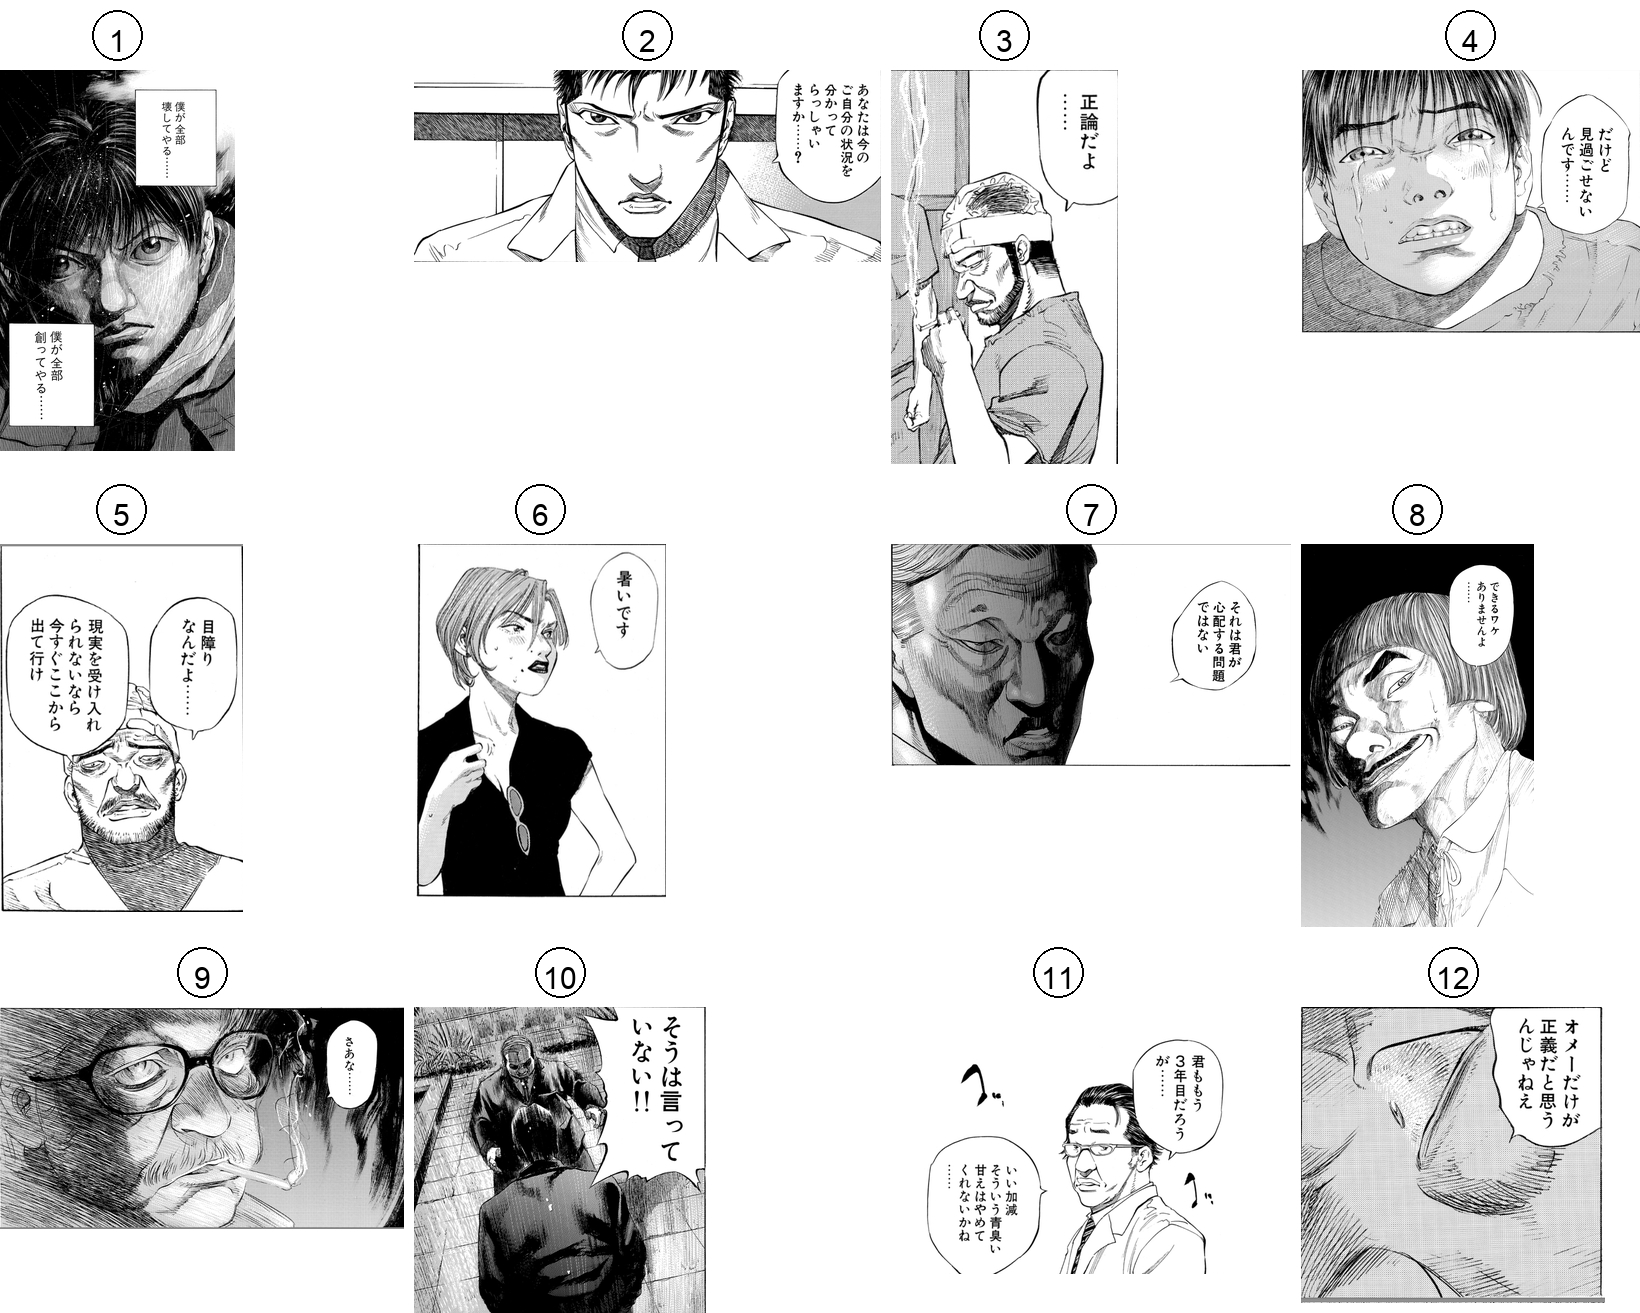 1
僕が全部
壊してやる……
僕が全部
創ってやる……
2
あなたは今の
ご自分の状況を
分かって
らっしゃい
ますか……?
3
正論だよ
……
4
だけど
見過ごせない
んです……
5
目障り
なんだよ……
現実を受け入れ
られないなら
今すぐここから
出て行け
6
暑いです
7
それは君が
心配する問題
ではない
8
できるワケ
ありませんよ
……
9
さあな……
10
そうは言って
いない!!
11
君ももう
3年目だろう
が……
いい加減
そういう青臭い
甘えはやめて
くれないかね
……
12
オメーだけが
正義だと思う
んじゃねえ